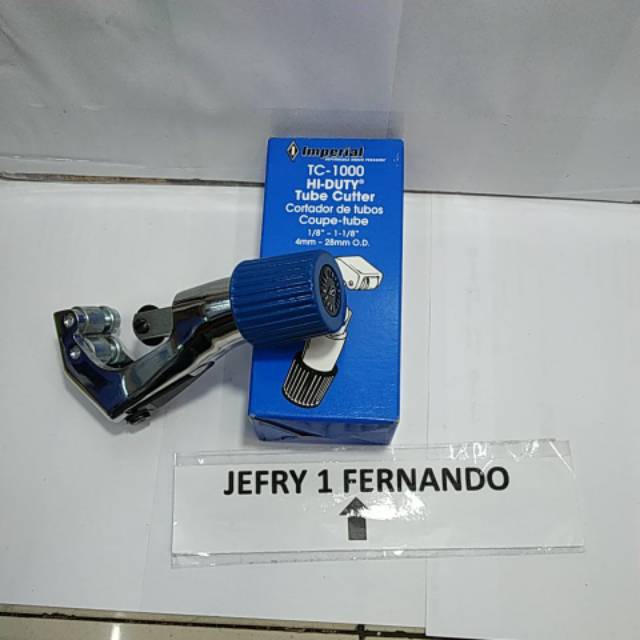 Imperial
TC-1000
HI-DUTY®
Tube Cutter
Cortador de tubos
Coupe-tube
1/8" - 1-1/8"
4mm - 28mm O.D.
JEFRY 1 FERNANDO